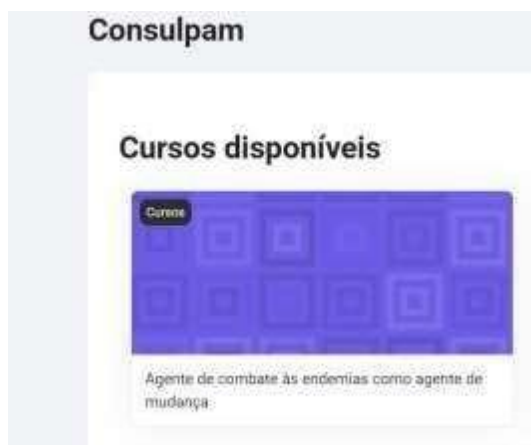 Consulpam
Cursos disponíveis
Cursos
Agente de combate às endemias como agente de
mudança